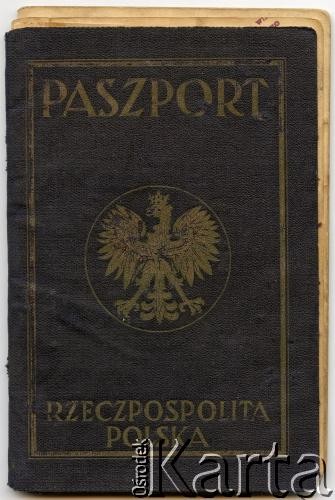 PASZPORT
RZECZPOSPOLITA
POLSKA
ośrodek
Karta